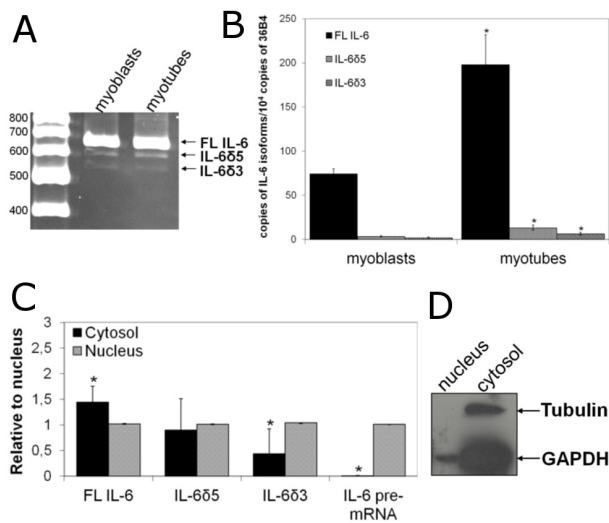 A
myoblasts
myotubes
800
700
600
500
400
FL IL-6
IL-6δ5
IL-6δ3
B
copies of IL-6 isoforms/10⁴ copies of 36B4
250
200
150
100
50
0
FL IL-6
IL-6δ5
IL-6δ3
*
*
*
myoblasts
myotubes
C
Relative to nucleus
3
2,5
2
1,5
1
0,5
0
Cytosol
Nucleus
*
*
*
FL IL-6
IL-6δ5
IL-6δ3
IL-6 pre-
mRNA
D
nucleus
cytosol
Tubulin
GAPDH